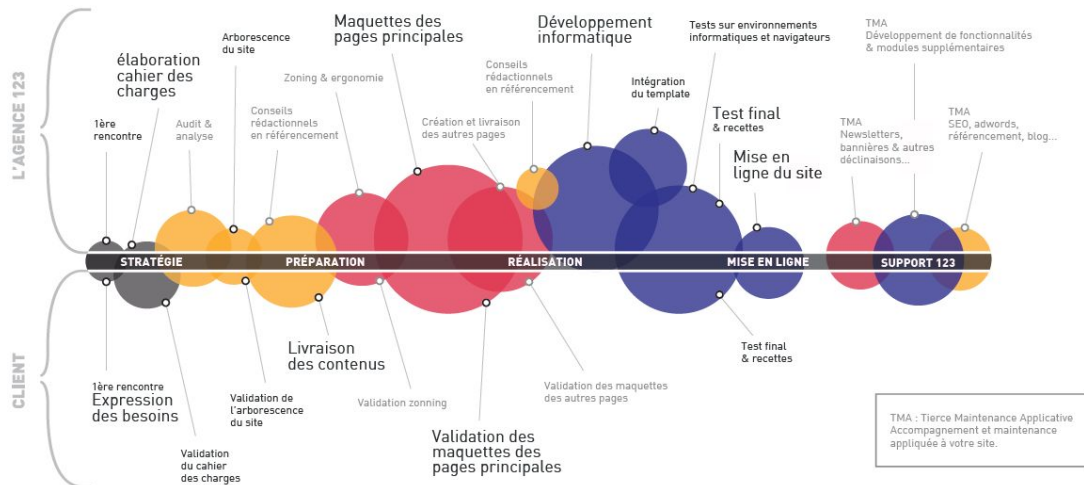 L'AGENCE 123
1ère
rencontre
élaboration
cahier des
charges
Audit &
analyse
Arborescence
du site
Conseils
rédactionnels
en référencement
Zoning & ergonomie
Maquettes des
pages principales
Création et livraison
des autres pages
Conseils
rédactionnels
en référencement
Développement
informatique
Intégration
du template
Tests sur environnements
informatiques et navigateurs
Test final
& recettes
Mise en
ligne du site
TMA
Newsletters,
bannières & autres
déclinaisons...
TMA
Développement de fonctionnalités
& modules supplémentaires
TMA
SEO, adwords,
référencement, blog...
STRATÉGIE
PRÉPARATION
RÉALISATION
MISE EN LIGNE
SUPPORT 123
CLIENT
1ère rencontre
Expression
des besoins
Validation
du cahier
des charges
Validation de
l'arborescence
du site
Livraison
des contenus
Validation zonning
Validation des
maquettes des
pages principales
Validation des maquettes
des autres pages
Test final
& recettes
TMA : Tierce Maintenance Applicative
Accompagnement et maintenance
appliquée à votre site.